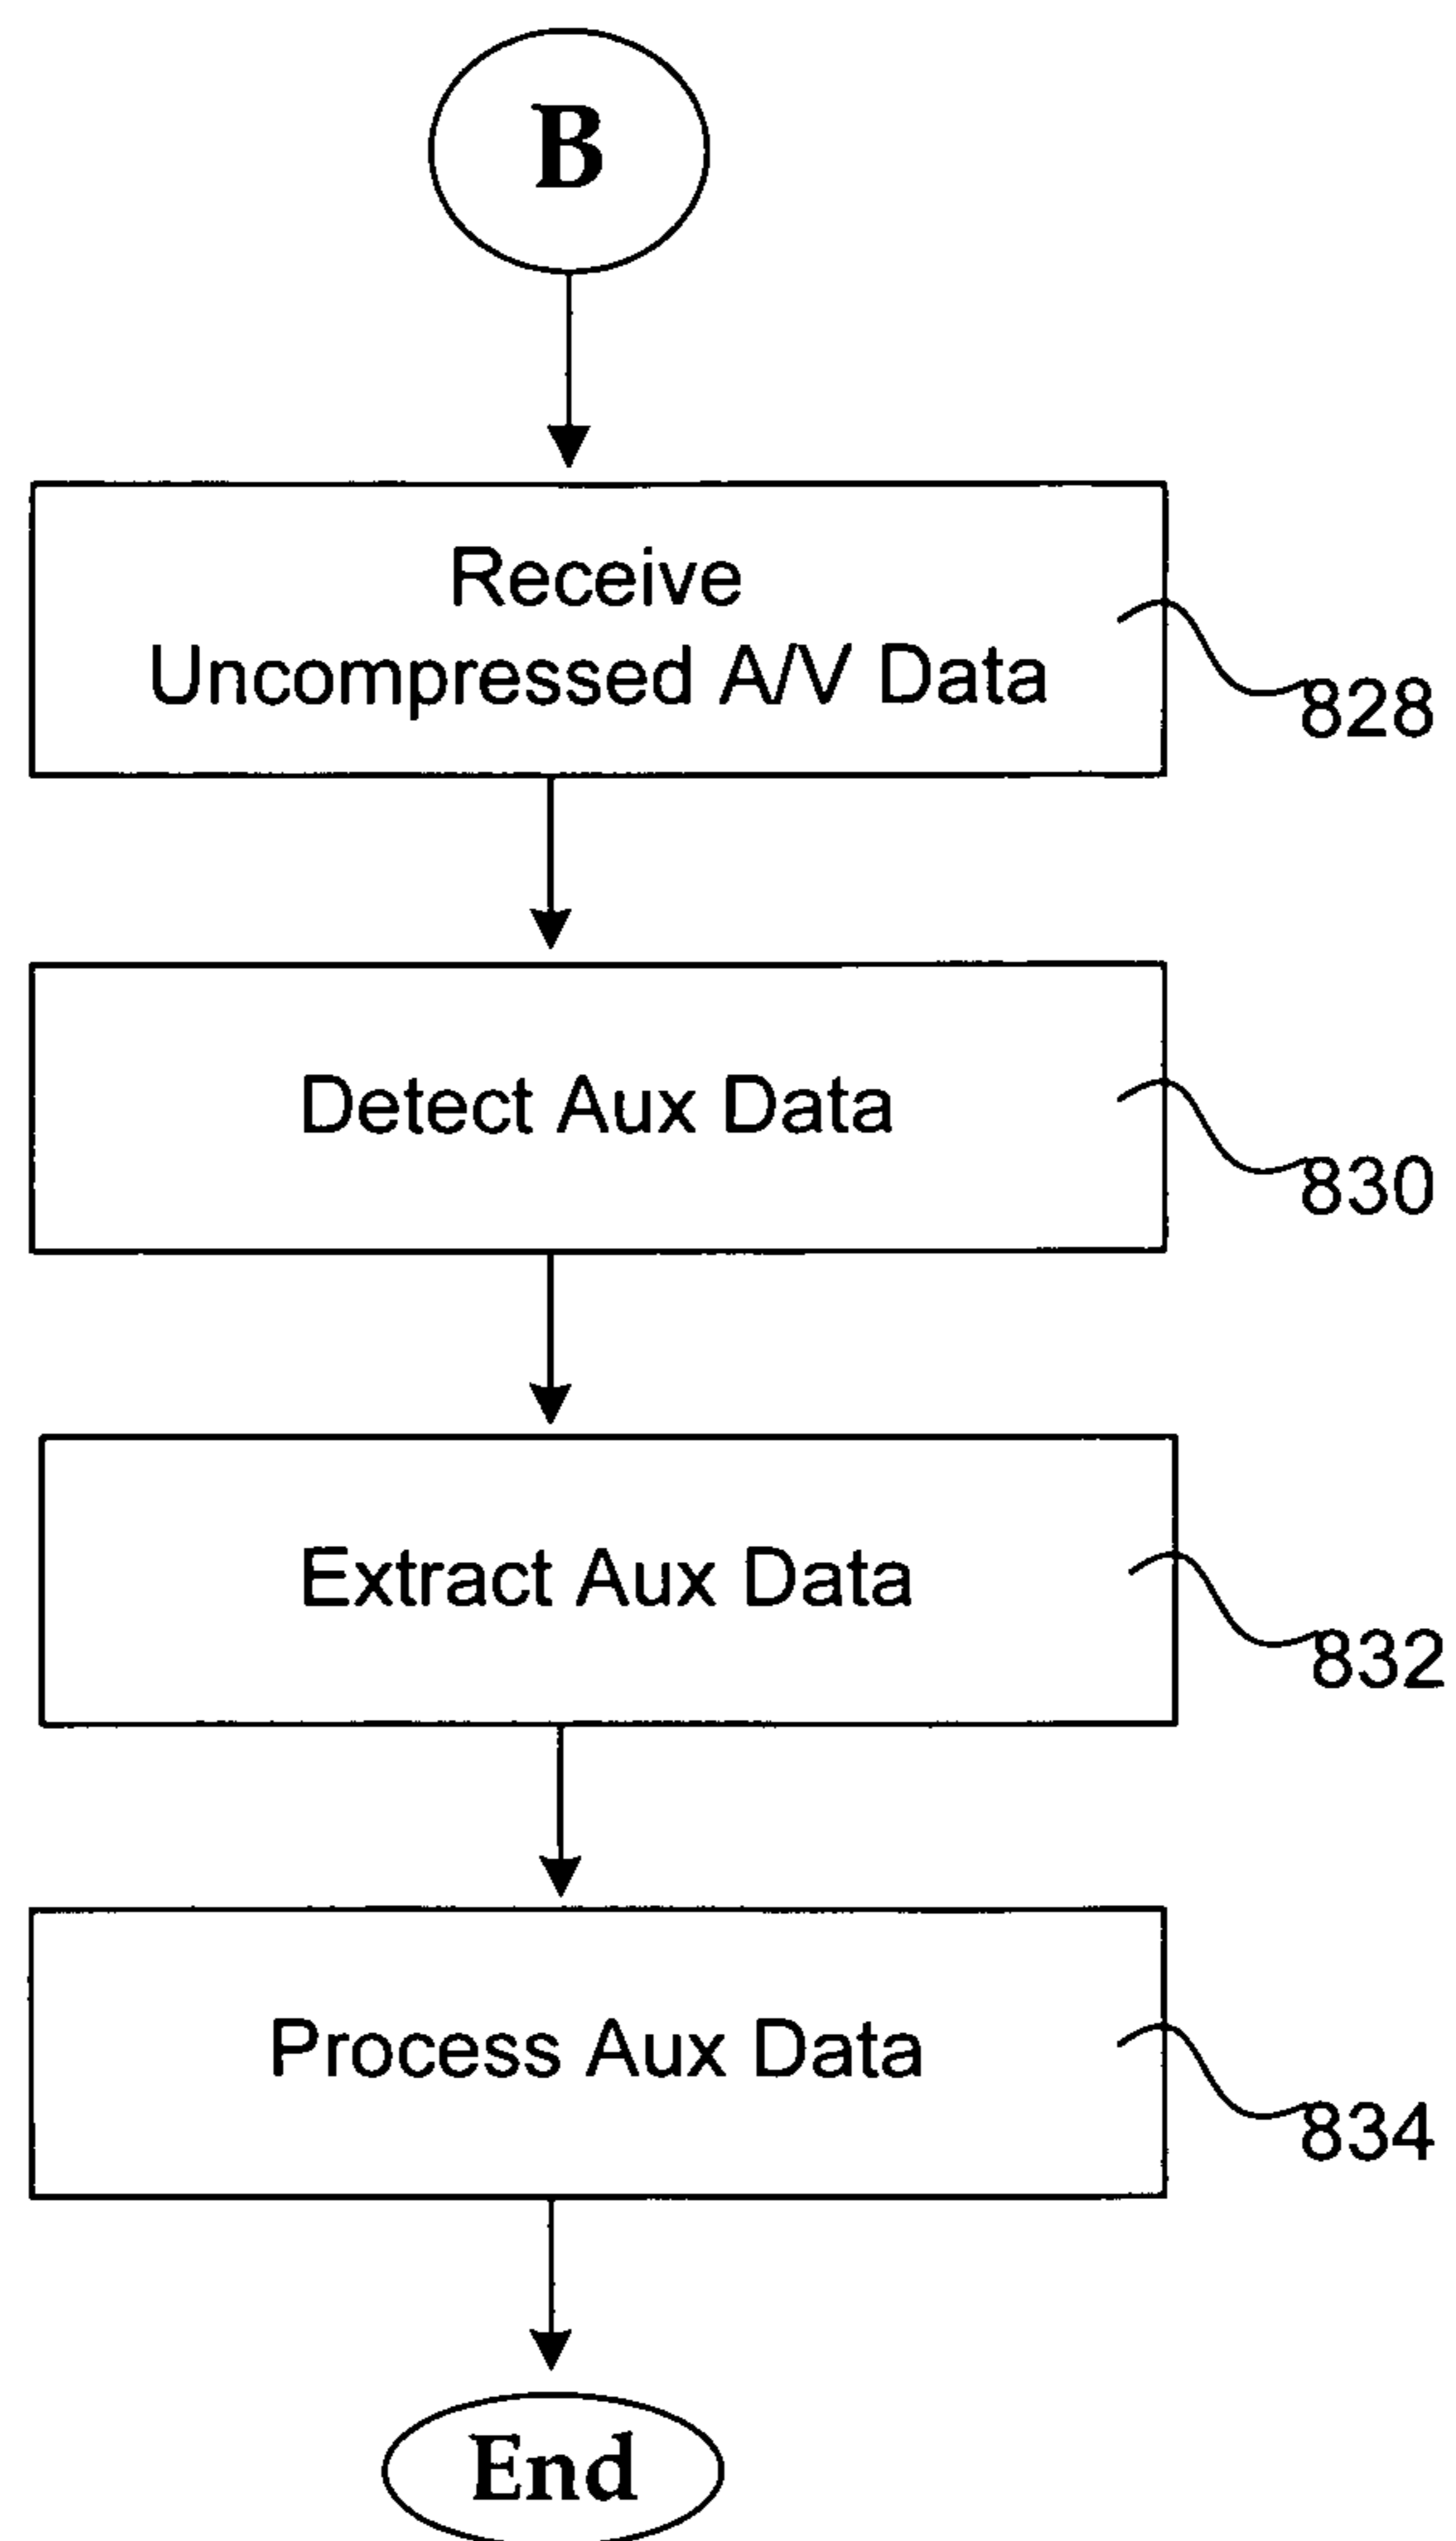 B
Receive
Uncompressed A/V Data
828
Detect Aux Data
830
Extract Aux Data
832
Process Aux Data
834
End